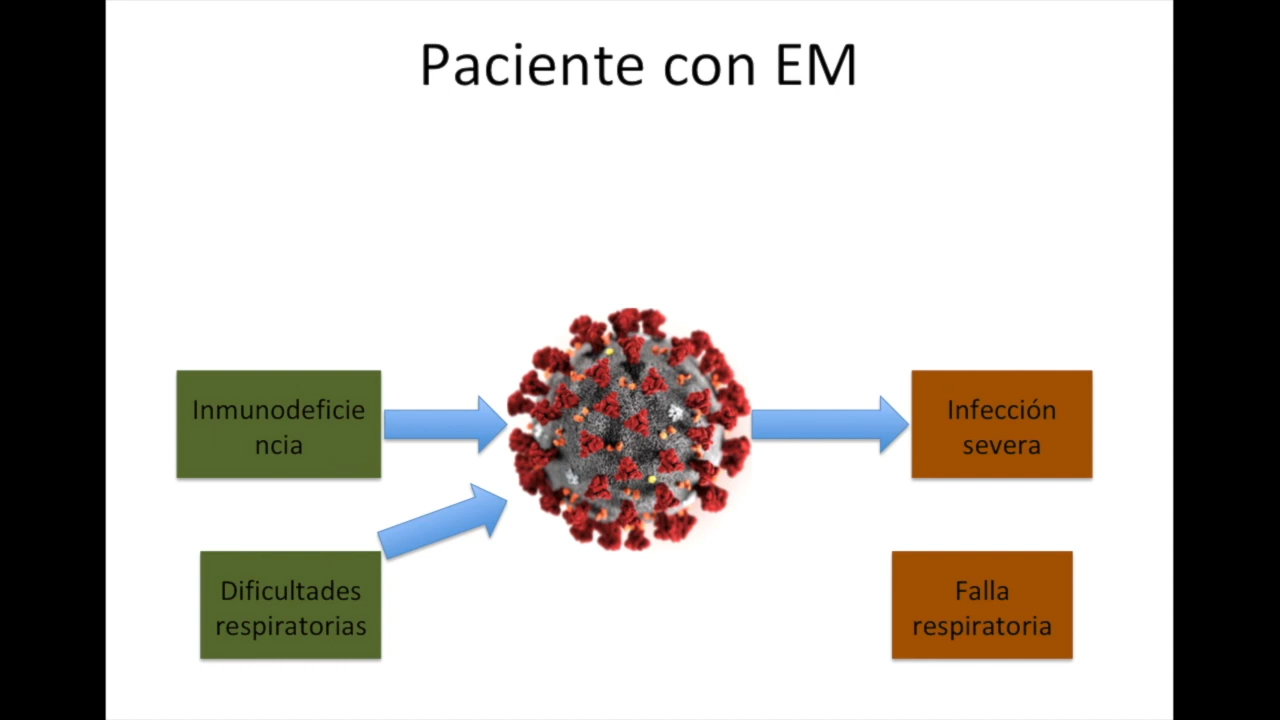 Paciente con EM
Inmunodeficie
ncia
Infección
severa
Dificultades
respiratorias
Falla
respiratoria